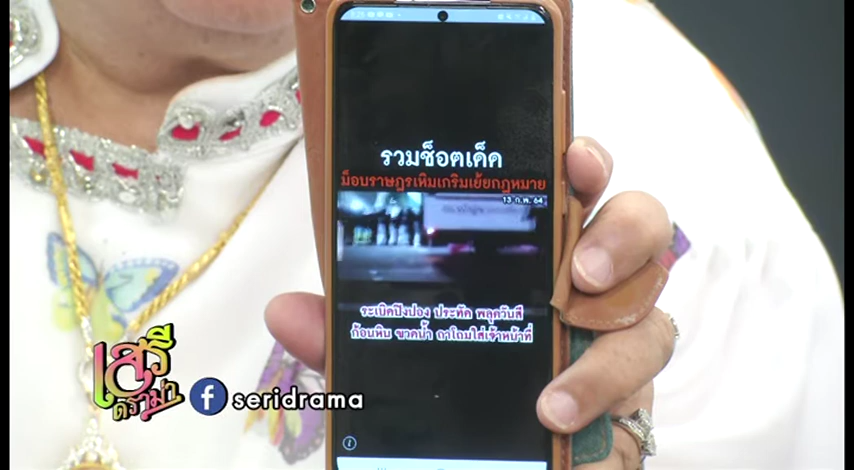 รวมช็อตเด็ด
ม็อบราษฎรเหิมเกริมเย้ยกฎหมาย
13 ก.พ. 64
ระเบิดปิงปอง ประทัด พลุควันสี
ก้อนหิน ขวดน้ำ ถาโถมใส่เจ้าหน้าที่
เสรี
ดราม่า
f seridrama